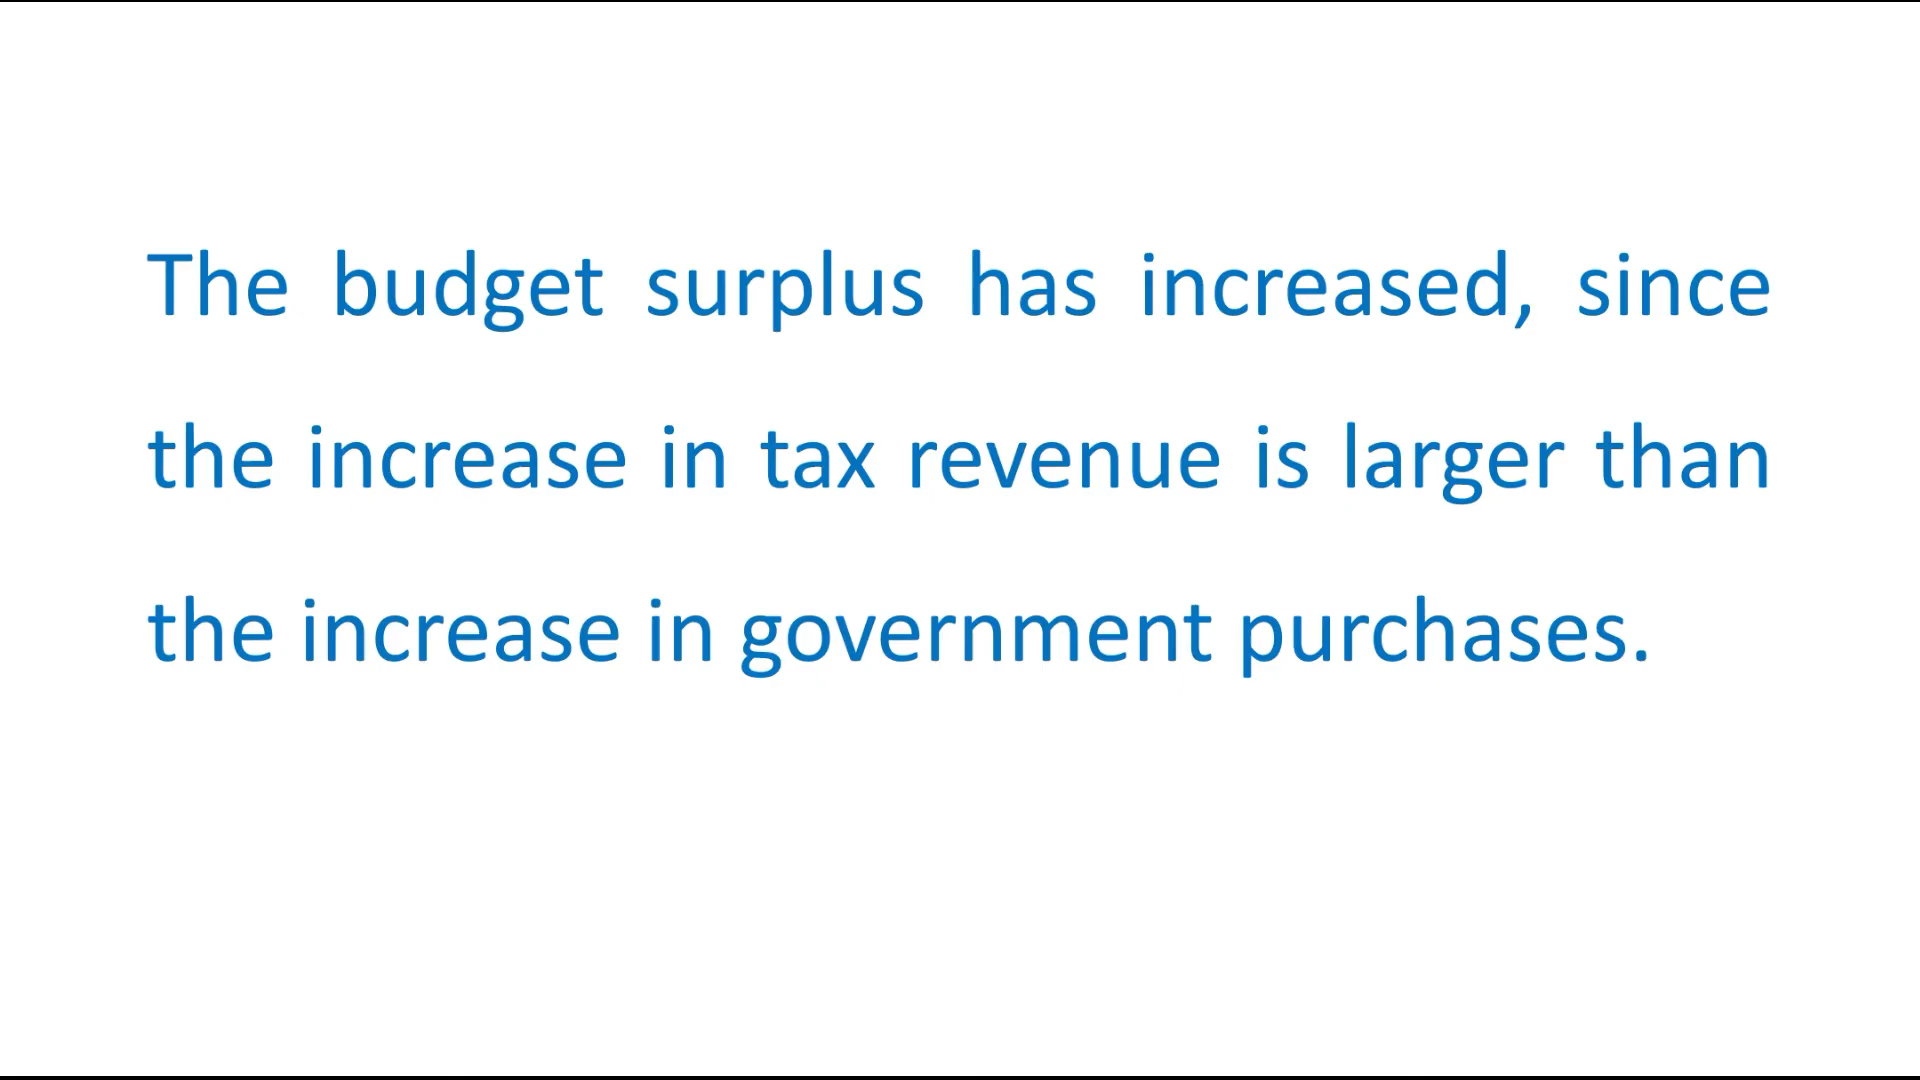 The budget surplus has increased, since
the increase in tax revenue is larger than
the increase in government purchases.